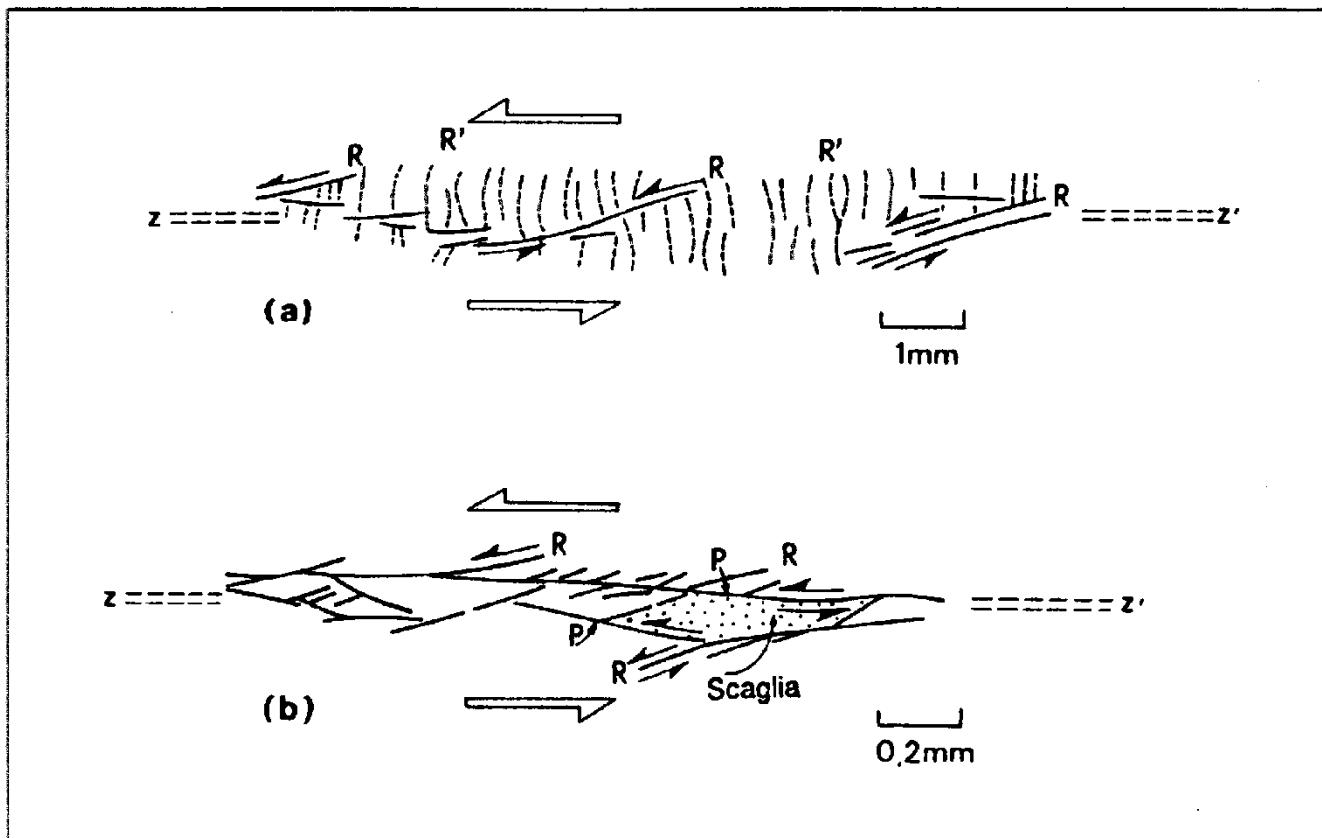 R R' R R' R
z z'
(a)
1mm
R P R
z z'
P
R
Scaglia
(b)
0,2mm